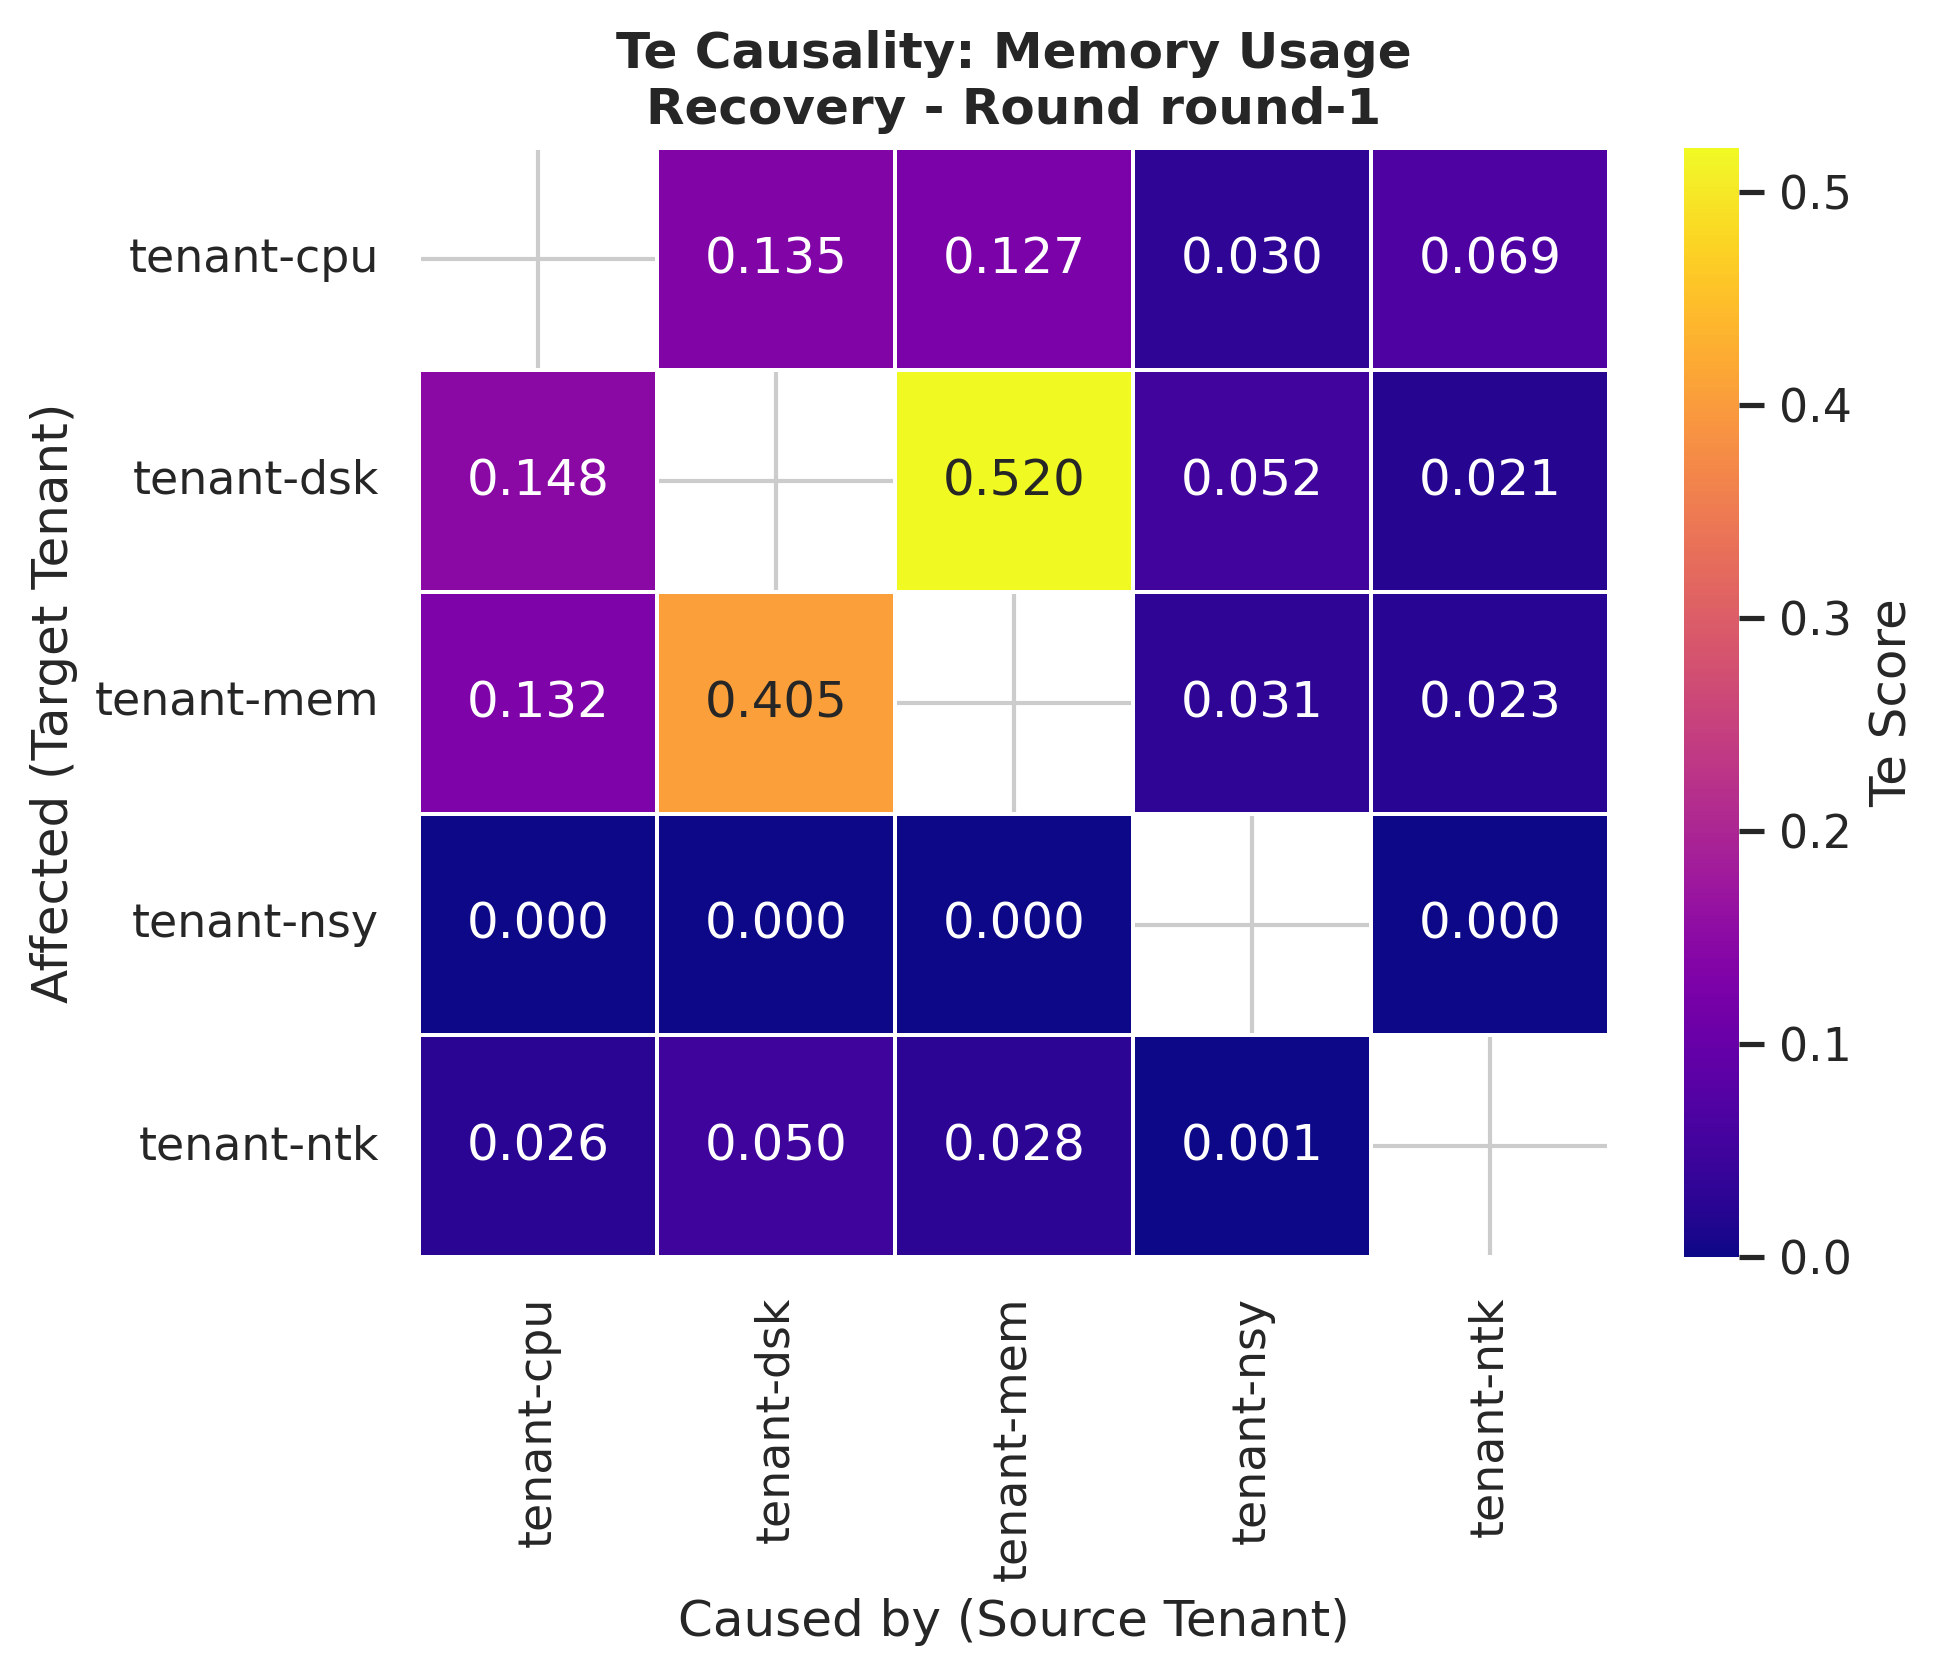 Te Causality: Memory Usage
Recovery - Round round-1
tenant-cpu
0.135
0.127
0.030
0.069
tenant-dsk
0.148
0.520
0.052
0.021
tenant-mem
0.132
0.405
0.031
0.023
tenant-nsy
0.000
0.000
0.000
0.000
tenant-ntk
0.026
0.050
0.028
0.001
Affected (Target Tenant)
tenant-cpu
tenant-dsk
tenant-mem
tenant-nsy
tenant-ntk
Caused by (Source Tenant)
0.5
0.4
0.3
0.2
0.1
0.0
Te Score